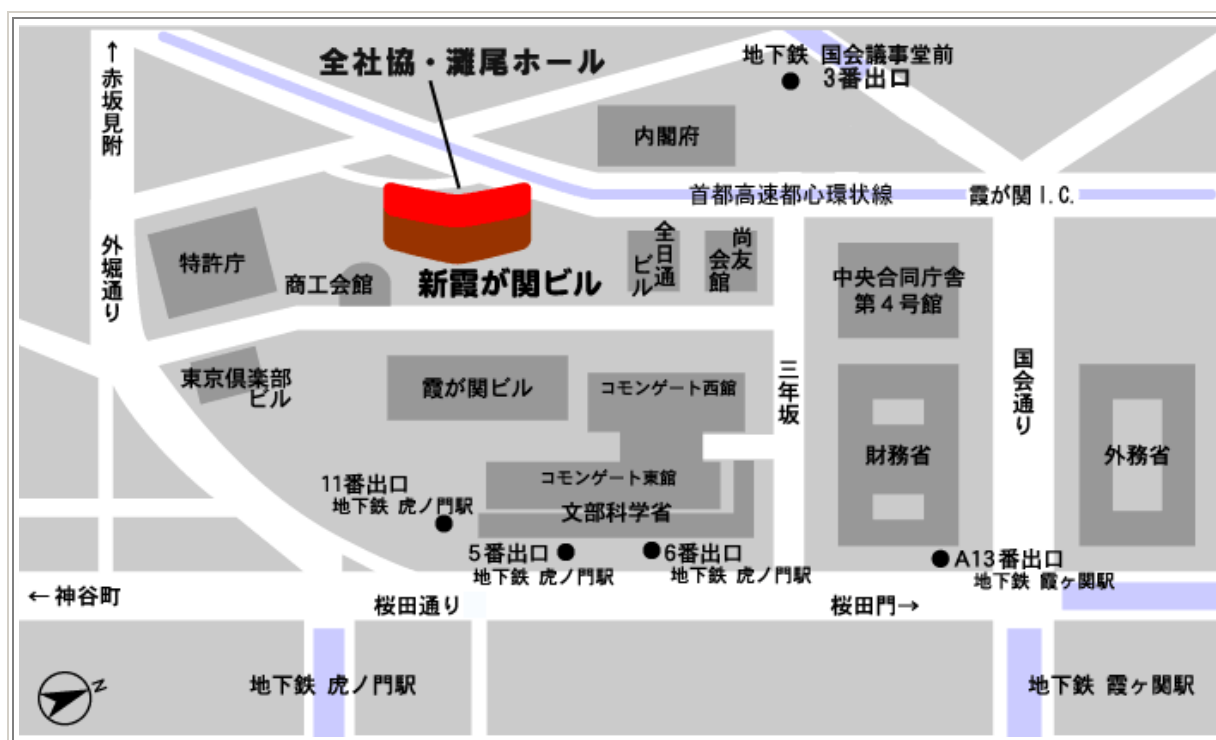 全社協・灘尾ホール
地下鉄 国会議事堂前
3番出口
↑赤坂見附
内閣府
首都高速都心環状線
霞が関 I.C.
外堀通り
特許庁
商工会館
新霞が関ビル
全日通
ビル
尚友
会館
中央合同庁舎
第4号館
東京倶楽部
ビル
霞が関ビル
コモンゲート西館
三年坂
国会通り
財務省
外務省
コモンゲート東館
文部科学省
11番出口
地下鉄 虎ノ門駅
5番出口
地下鉄 虎ノ門駅
6番出口
地下鉄 虎ノ門駅
A13番出口
地下鉄 霞ヶ関駅
←神谷町
桜田通り
桜田門→
地下鉄 虎ノ門駅
地下鉄 霞ヶ関駅
N